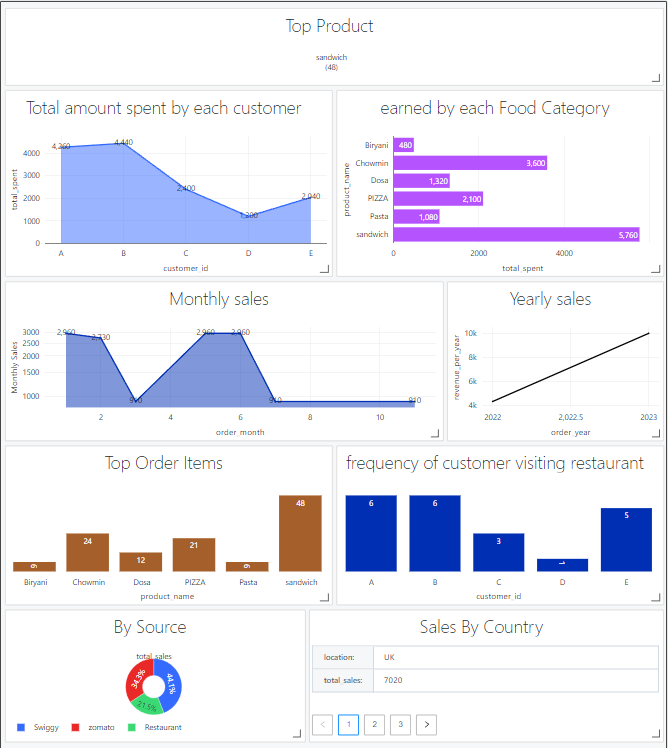 Top Product
sandwich
(48)
Total amount spent by each customer
4,260
4,440
2,400
1,200
2,040
4000
3000
2000
1000
0
total_spent
A B C D E
customer_id
earned by each Food Category
product_name
Biryani 480
Chowmin 3,600
Dosa 1,320
PIZZA 2,100
Pasta 1,080
sandwich 5,760
0 2000 4000
total_spent
Monthly sales
2,960 2,730 910 2,960 2,960 910 910
3000
2500
2000
1500
1000
Monthly Sales
2 4 6 8 10
order_month
Yearly sales
10k
8k
6k
4k
revenue_per_year
2022 2,022.5 2023
order_year
Top Order Items
6 24 12 21 6 48
Biryani Chowmin Dosa PIZZA Pasta sandwich
product_name
frequency of customer visiting restaurant
6 6 3 1 5
A B C D E
customer_id
By Source
total_sales
34.3% 44.1%
21.5%
Swiggy zomato Restaurant
Sales By Country
location: UK
total_sales: 7020
< 1 2 3 >